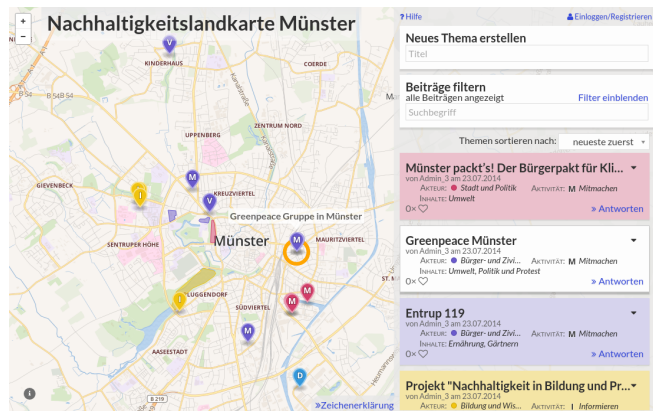 Nachhaltigkeitslandkarte Münster
+
−
V
KINDERHAUS
COERDE
B 54
B 54
B 54
Kanalstraße
Kanalstraße
ZENTRUM NORD
UPPENBERG
GIEVENBECK
M
I
KREUZVIERTEL
V
Greenpeace Gruppe in Münster
SENTRUPER HÖHE
Münster
M
MAURITZVIERTEL
PLUGGENDORF
I
M
M
SÜDVIERTEL
M
AASEESTADT
D
B 219
i
»Zeichenerklärung
? Hilfe
Einloggen/Registrieren
Neues Thema erstellen
Titel
Beiträge filtern
alle Beiträgen angezeigt
Filter einblenden
Suchbegriff
Themen sortieren nach: neueste zuerst
Münster packt's! Der Bürgerpakt für Kli...
von Admin_3 am 23.07.2014
AKTEUR: Stadt und Politik AKTIVITÄT: M Mitmachen
INHALTE: Umwelt
0×
» Antworten
Greenpeace Münster
von Admin_3 am 23.07.2014
AKTEUR: Bürger- und Zivi... AKTIVITÄT: M Mitmachen
INHALTE: Umwelt, Politik und Protest
0×
» Antworten
Entrup 119
von Admin_3 am 23.07.2014
AKTEUR: Bürger- und Zivi... AKTIVITÄT: M Mitmachen
INHALTE: Ernährung, Gärtnern
0×
» Antworten
Projekt "Nachhaltigkeit in Bildung und Pr...
von Admin_3 am 23.07.2014
AKTEUR: Bildung und Wis... AKTIVITÄT: I Informieren